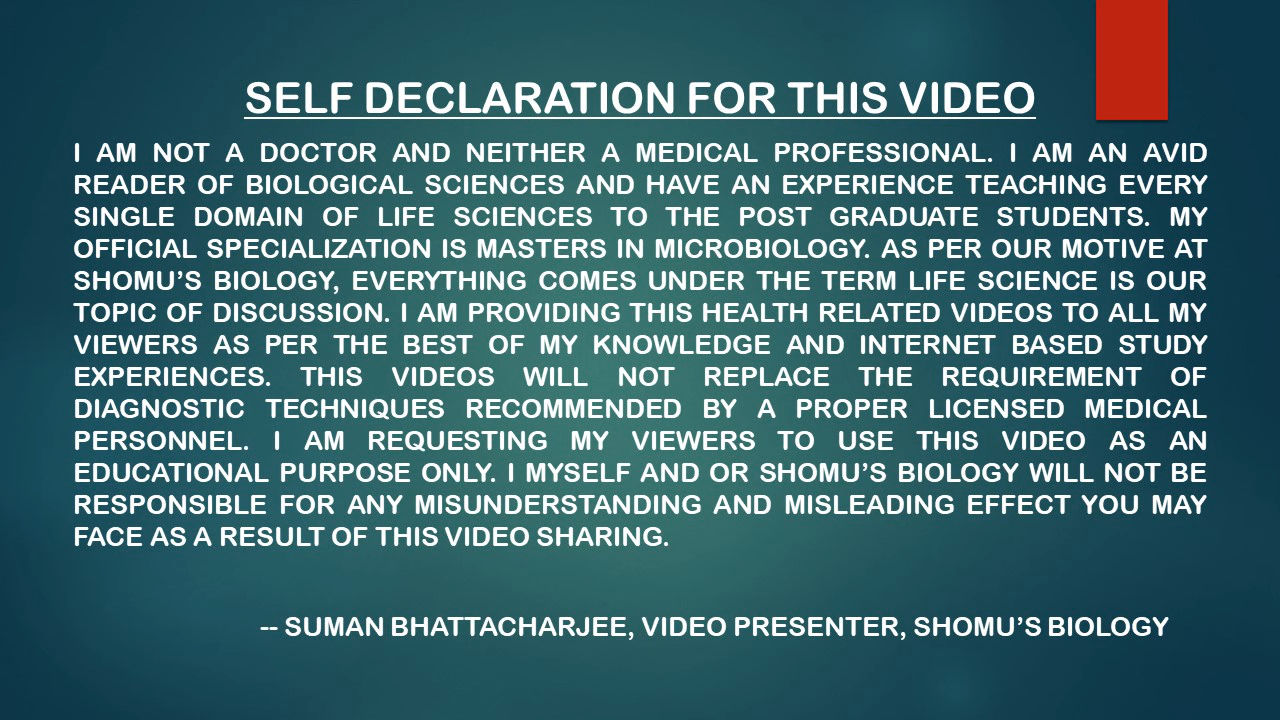 SELF DECLARATION FOR THIS VIDEO
I AM NOT A DOCTOR AND NEITHER A MEDICAL PROFESSIONAL. I AM AN AVID
READER OF BIOLOGICAL SCIENCES AND HAVE AN EXPERIENCE TEACHING EVERY
SINGLE DOMAIN OF LIFE SCIENCES TO THE POST GRADUATE STUDENTS. MY
OFFICIAL SPECIALIZATION IS MASTERS IN MICROBIOLOGY. AS PER OUR MOTIVE AT
SHOMU’S BIOLOGY, EVERYTHING COMES UNDER THE TERM LIFE SCIENCE IS OUR
TOPIC OF DISCUSSION. I AM PROVIDING THIS HEALTH RELATED VIDEOS TO ALL MY
VIEWERS AS PER THE BEST OF MY KNOWLEDGE AND INTERNET BASED STUDY
EXPERIENCES. THIS VIDEOS WILL NOT REPLACE THE REQUIREMENT OF
DIAGNOSTIC TECHNIQUES RECOMMENDED BY A PROPER LICENSED MEDICAL
PERSONNEL. I AM REQUESTING MY VIEWERS TO USE THIS VIDEO AS AN
EDUCATIONAL PURPOSE ONLY. I MYSELF AND OR SHOMU’S BIOLOGY WILL NOT BE
RESPONSIBLE FOR ANY MISUNDERSTANDING AND MISLEADING EFFECT YOU MAY
FACE AS A RESULT OF THIS VIDEO SHARING.
-- SUMAN BHATTACHARJEE, VIDEO PRESENTER, SHOMU’S BIOLOGY